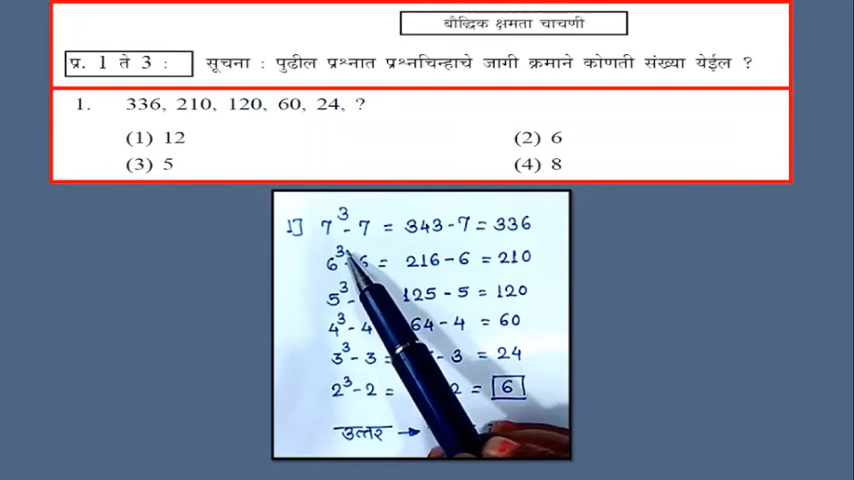 बौद्धिक क्षमता चाचणी
प्र. 1 ते 3 : सूचना : पुढील प्रश्नात प्रश्नचिन्हाचे जागी क्रमाने कोणती संख्या येईल ?
1. 336, 210, 120, 60, 24, ?
(1) 12 (2) 6
(3) 5 (4) 8
1] 7³ - 7 = 343 - 7 = 336
6³ - 6 = 216 - 6 = 210
5³ - 125 - 5 = 120
4³ - 4 64 - 4 = 60
3³ - 3 = - 3 = 24
2³ - 2 = 2 = 6
उत्तर →